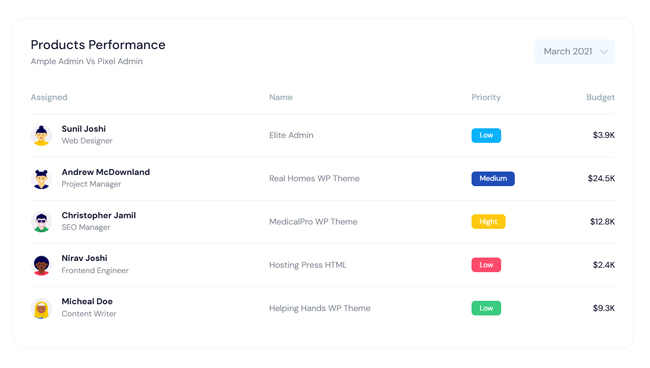 Products Performance
Ample Admin Vs Pixel Admin
March 2021
Assigned Name Priority Budget
Sunil Joshi
Web Designer
Elite Admin
Low
$3.9K
Andrew McDownland
Project Manager
Real Homes WP Theme
Medium
$24.5K
Christopher Jamil
SEO Manager
MedicalPro WP Theme
Hight
$12.8K
Nirav Joshi
Frontend Engineer
Hosting Press HTML
Low
$2.4K
Micheal Doe
Content Writer
Helping Hands WP Theme
Low
$9.3K